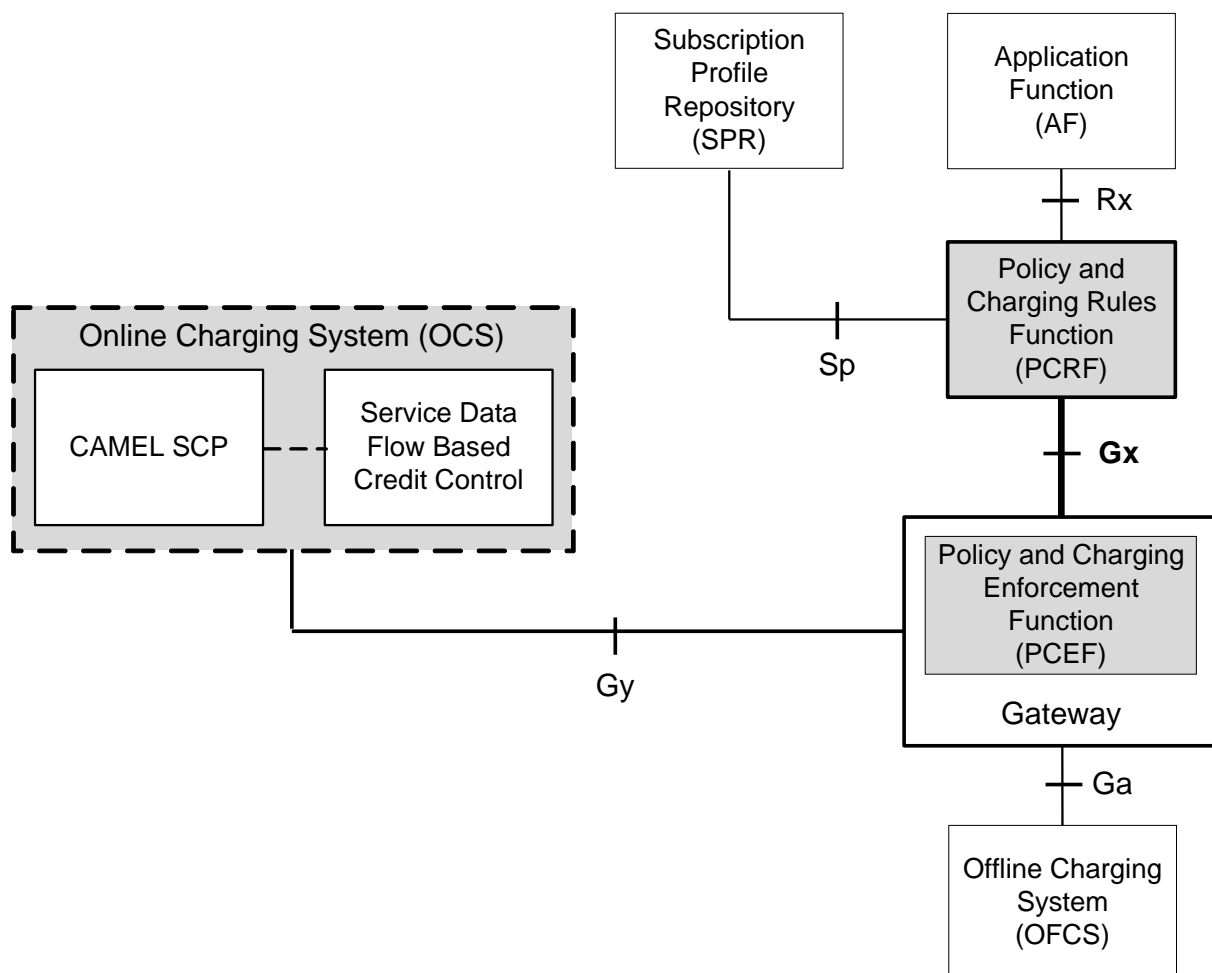 Subscription
Profile
Repository
(SPR)
Application
Function
(AF)
Rx
Policy and
Charging Rules
Function
(PCRF)
Sp
Online Charging System (OCS)
CAMEL SCP
Service Data
Flow Based
Credit Control
Gx
Policy and Charging
Enforcement
Function
(PCEF)
Gateway
Gy
Ga
Offline Charging
System
(OFCS)